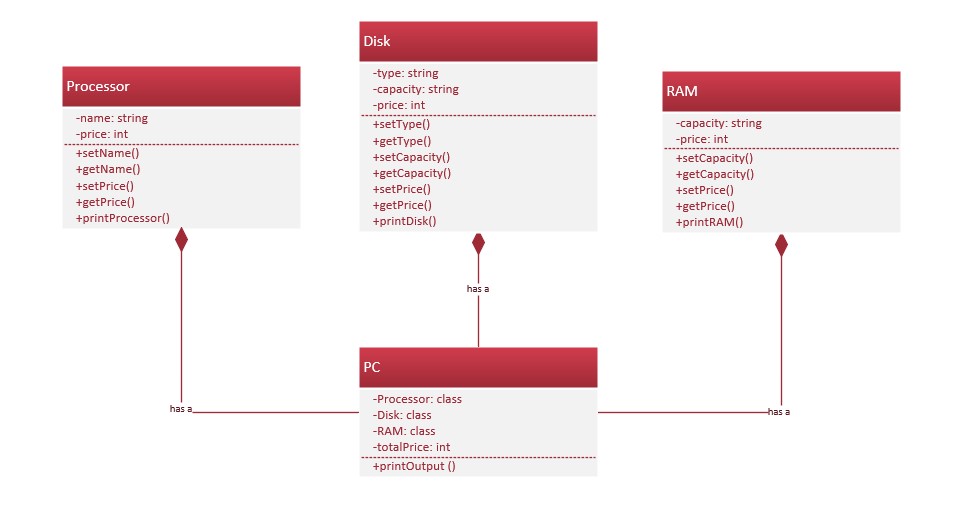 Processor
-name: string
-price: int
+setName()
+getName()
+setPrice()
+getPrice()
+printProcessor()
Disk
-type: string
-capacity: string
-price: int
+setType()
+getType()
+setCapacity()
+getCapacity()
+setPrice()
+getPrice()
+printDisk()
RAM
-capacity: string
-price: int
+setCapacity()
+getCapacity()
+setPrice()
+getPrice()
+printRAM()
has a
has a
has a
PC
-Processor: class
-Disk: class
-RAM: class
-totalPrice: int
+printOutput ()